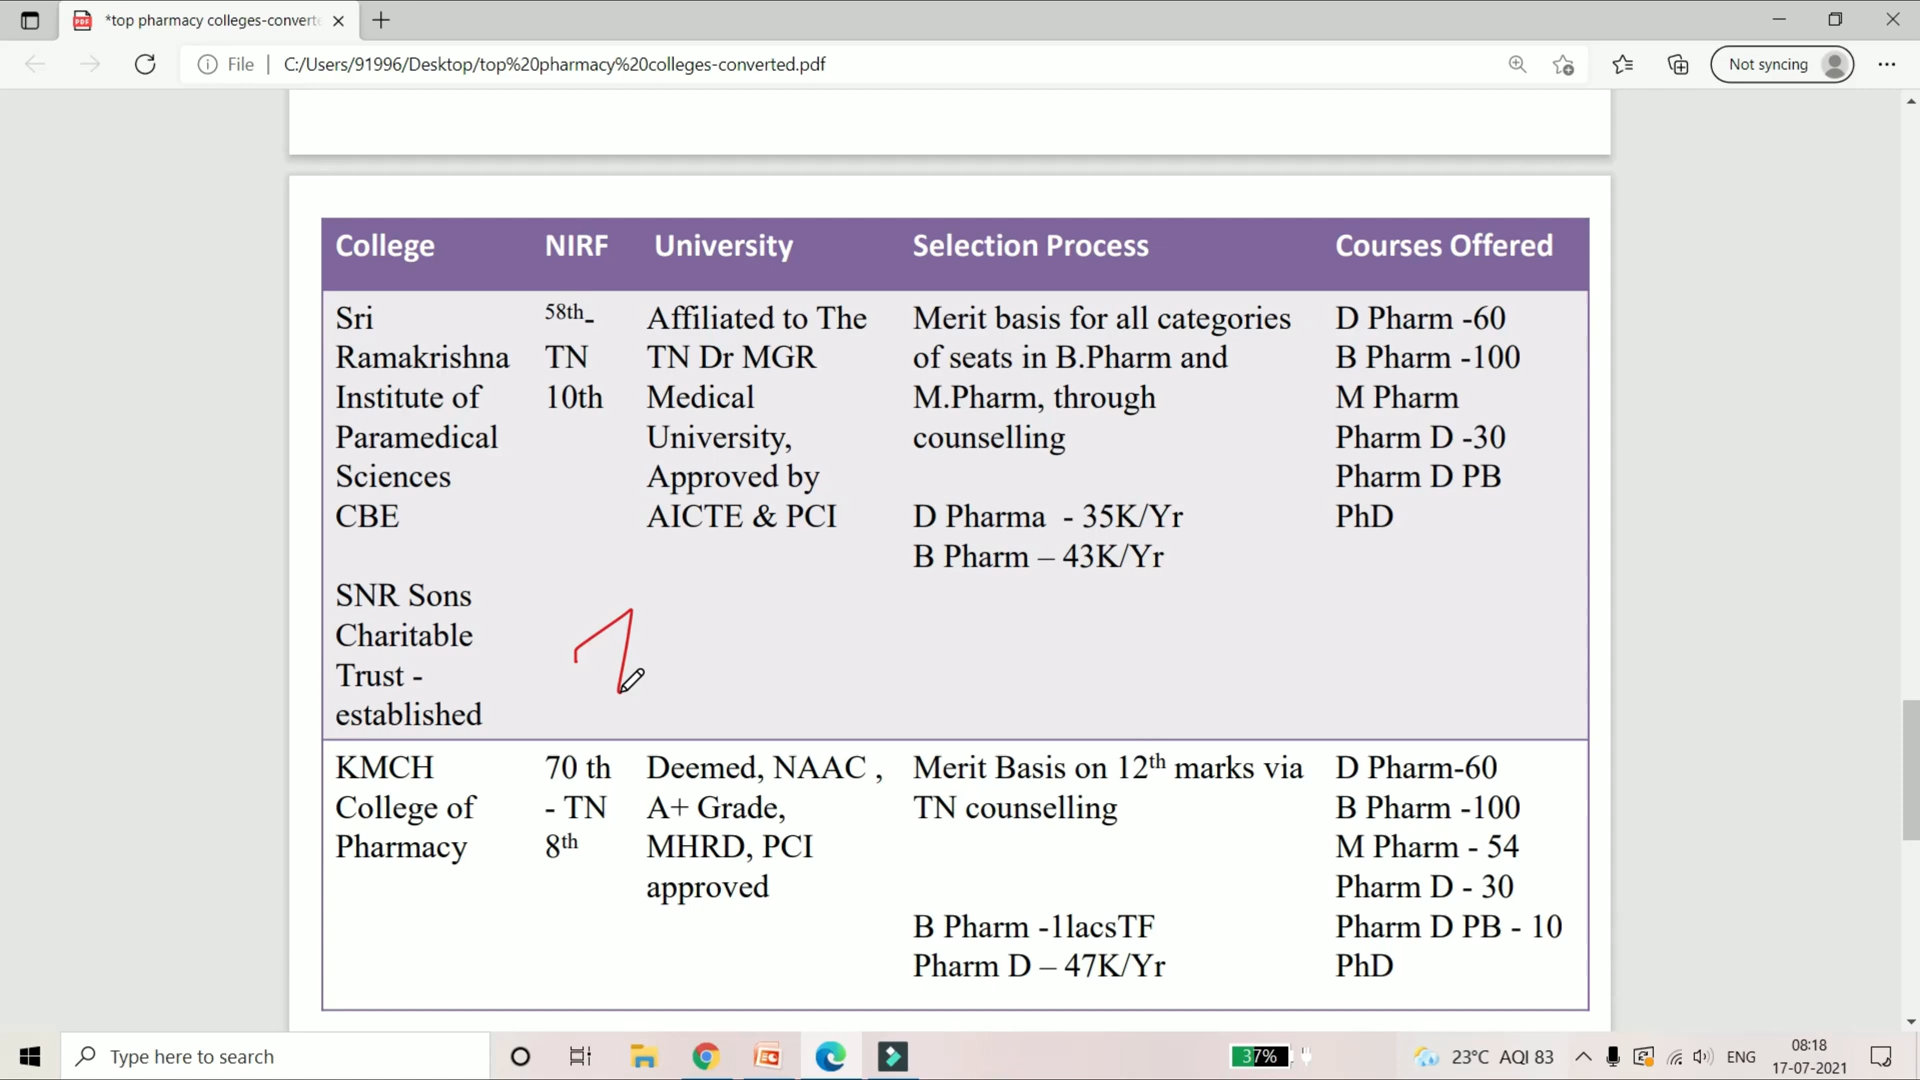 *top pharmacy colleges-converte
File
C:/Users/91996/Desktop/top%20pharmacy%20colleges-converted.pdf
Not syncing
College NIRF University Selection Process Courses Offered
Sri
Ramakrishna
Institute of
Paramedical
Sciences
CBE
SNR Sons
Charitable
Trust -
established
58th-
TN
10th
Affiliated to The
TN Dr MGR
Medical
University,
Approved by
AICTE & PCI
Merit basis for all categories
of seats in B.Pharm and
M.Pharm, through
counselling
D Pharma - 35K/Yr
B Pharm – 43K/Yr
D Pharm -60
B Pharm -100
M Pharm
Pharm D -30
Pharm D PB
PhD
KMCH
College of
Pharmacy
70 th
- TN
8th
Deemed, NAAC ,
A+ Grade,
MHRD, PCI
approved
Merit Basis on 12th marks via
TN counselling
B Pharm -1lacsTF
Pharm D – 47K/Yr
D Pharm-60
B Pharm -100
M Pharm - 54
Pharm D - 30
Pharm D PB - 10
PhD
Type here to search
37%
23°C AQI 83
ENG
08:18
17-07-2021